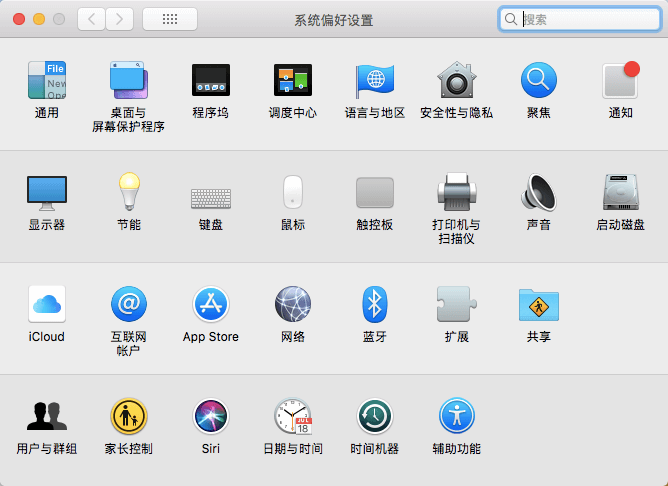 系统偏好设置
搜索
File
New
Ope
通用
桌面与
屏幕保护程序
程序坞
调度中心
语言与地区
安全性与隐私
聚焦
通知
显示器
节能
键盘
鼠标
触控板
打印机与
扫描仪
声音
启动磁盘
iCloud
@
互联网
帐户
App Store
网络
蓝牙
扩展
共享
用户与群组
家长控制
Siri
JUL
18
日期与时间
时间机器
辅助功能